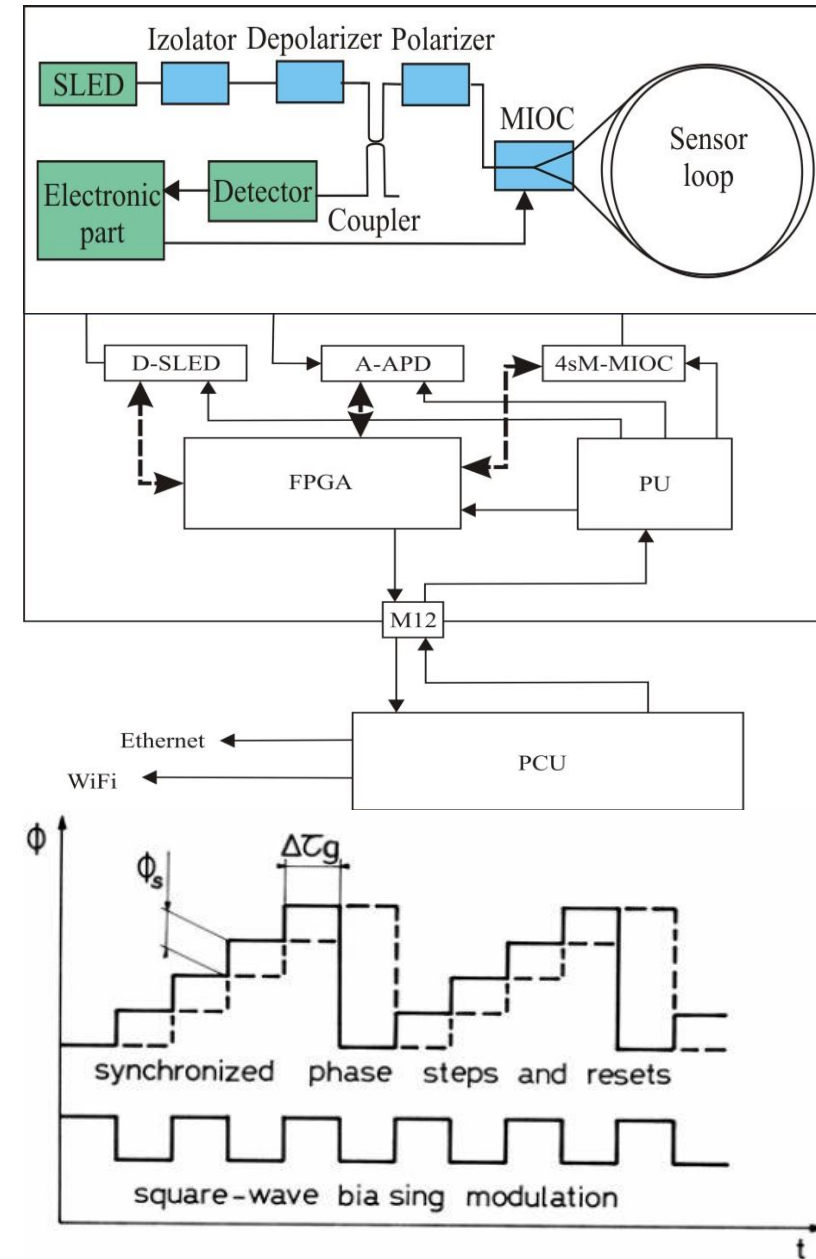 Izolator Depolarizer Polarizer
SLED
MIOC
Sensor
loop
Electronic
part
Detector
Coupler
D-SLED
A-APD
4sM-MIOC
FPGA
PU
M12
PCU
Ethernet
WiFi
ϕ
ϕs
Δτg
synchronized phase steps and resets
square-wave biasing modulation
t